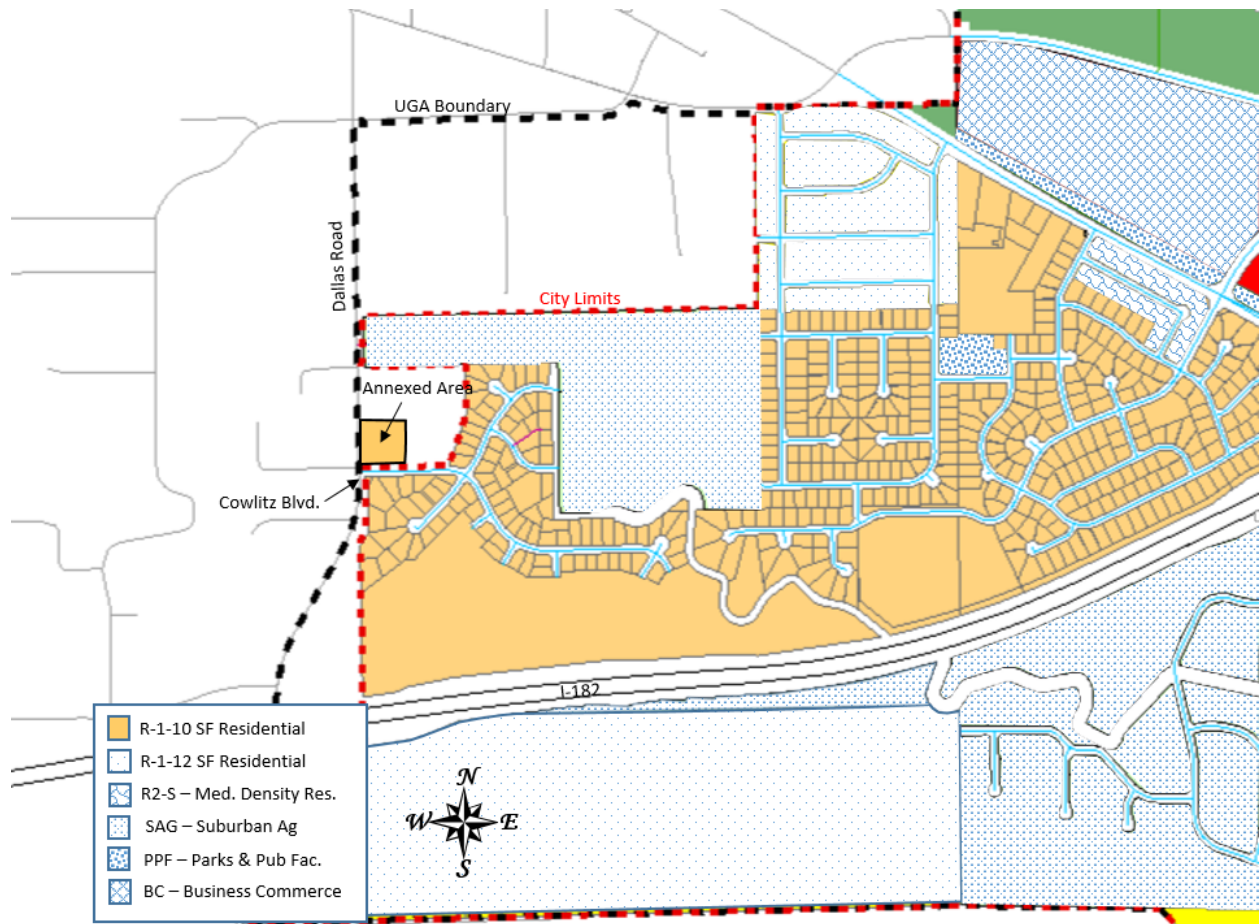 UGA Boundary
Dallas Road
City Limits
Annexed Area
Cowlitz Blvd.
I-182
R-1-10 SF Residential
R-1-12 SF Residential
R2-S – Med. Density Res.
SAG – Suburban Ag
PPF – Parks & Pub Fac.
BC – Business Commerce
N
W E
S